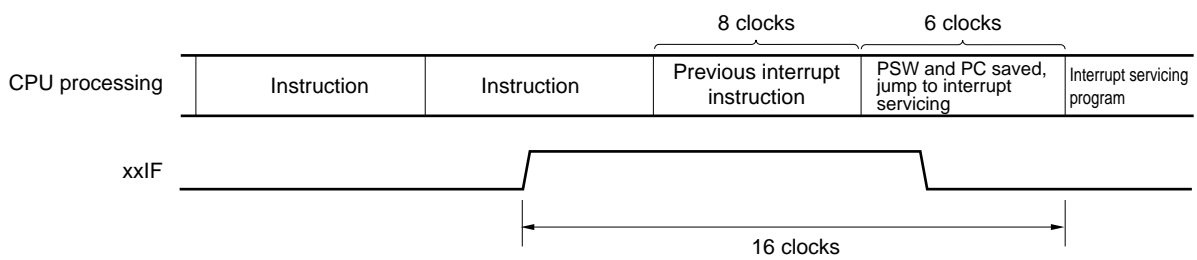 8 clocks
6 clocks
CPU processing
Instruction
Instruction
Previous interrupt
instruction
PSW and PC saved,
jump to interrupt
servicing
Interrupt servicing
program
xxIF
16 clocks